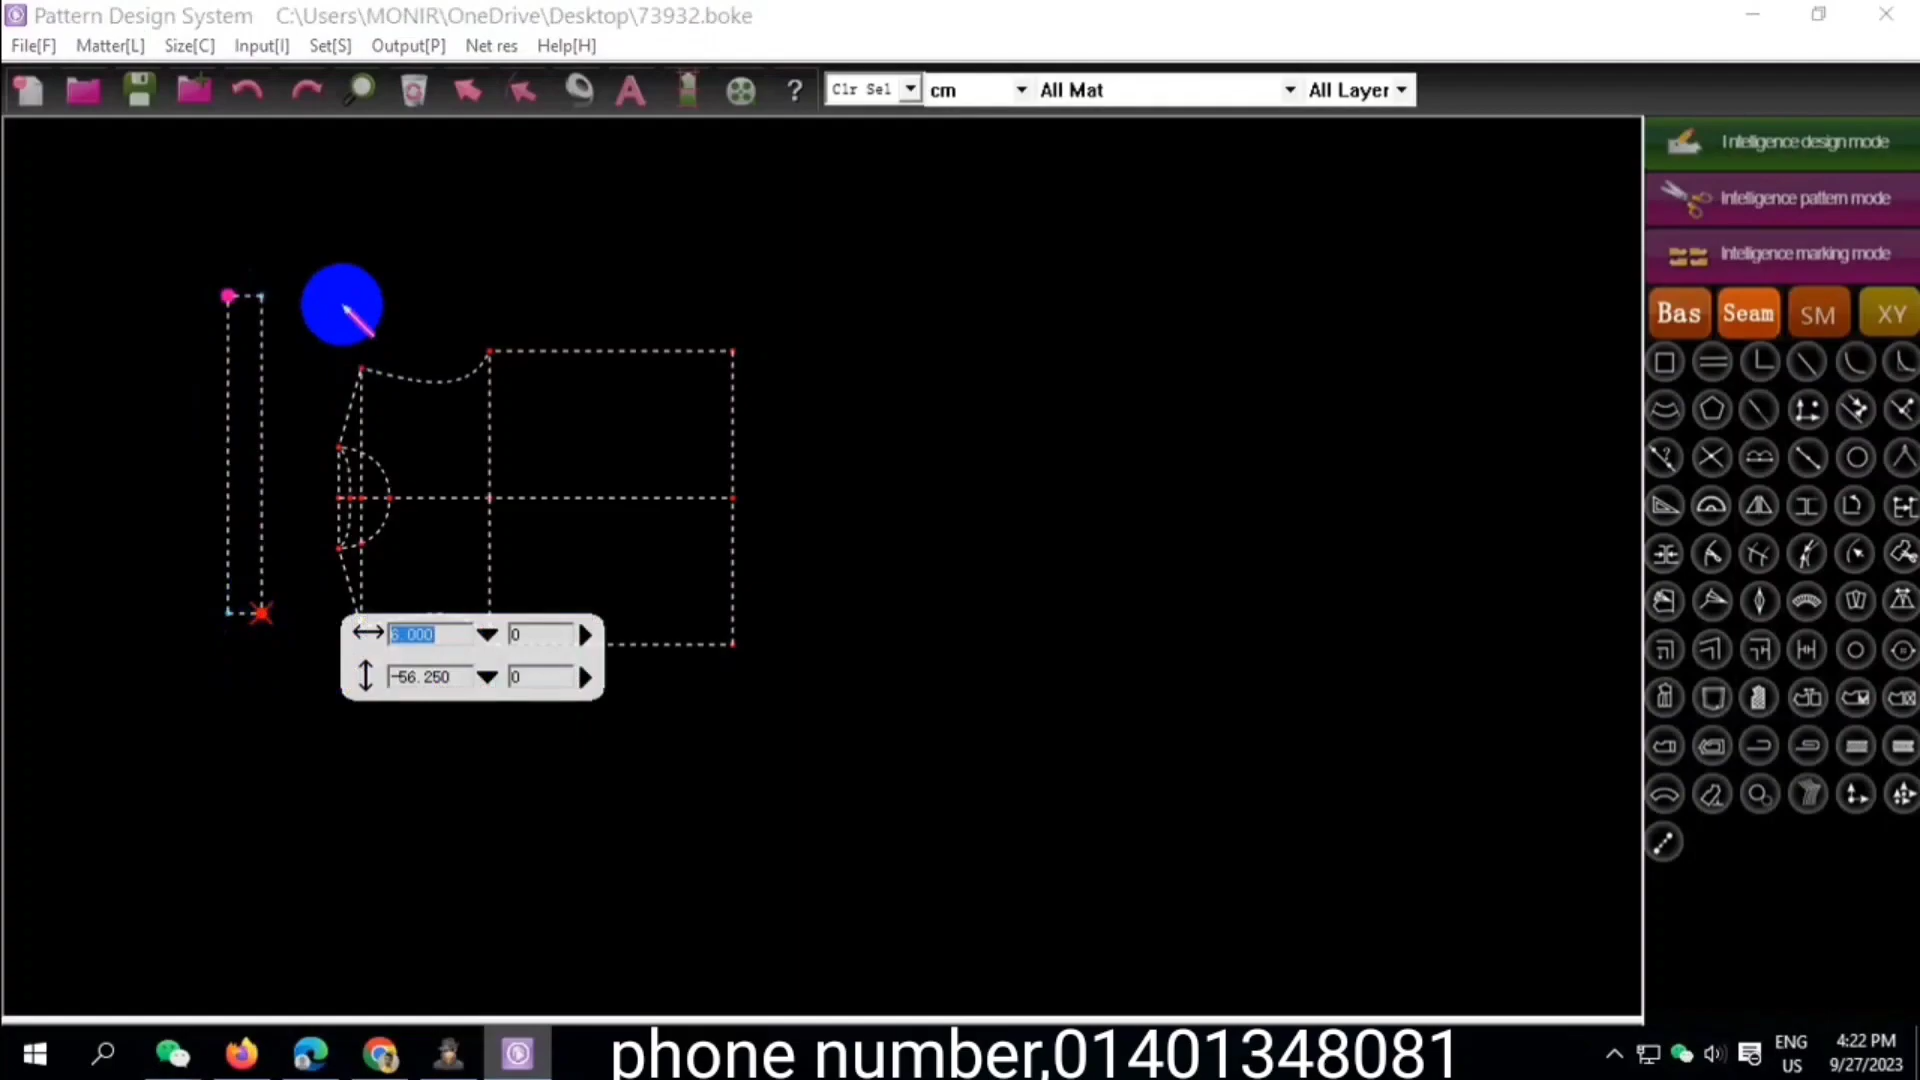 Pattern Design System C:\Users\MONIR\OneDrive\Desktop\73932.boke
File[F] Matter[L] Size[C] Input[I] Set[S] Output[P] Net res Help[H]
? Clr Sel cm All Mat All Layer
Intelligence design mode
Intelligence pattern mode
Intelligence marking mode
Bas Seam SM XY
6.000 0
-56.250 0
phone number,01401348081
ENG
US
4:22 PM
9/27/2023